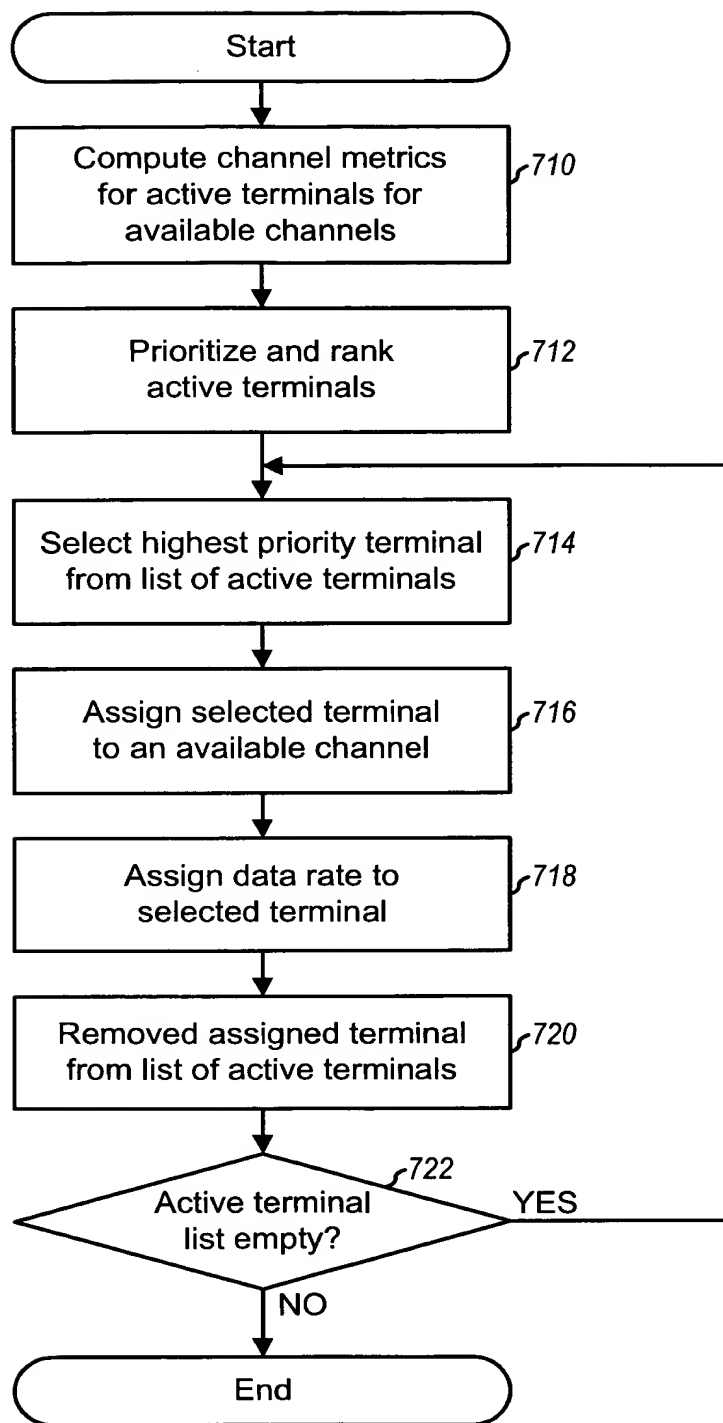 Start
Compute channel metrics
for active terminals for
available channels
710
Prioritize and rank
active terminals
712
Select highest priority terminal
from list of active terminals
714
Assign selected terminal
to an available channel
716
Assign data rate to
selected terminal
718
Removed assigned terminal
from list of active terminals
720
722
Active terminal
list empty?
YES
NO
End